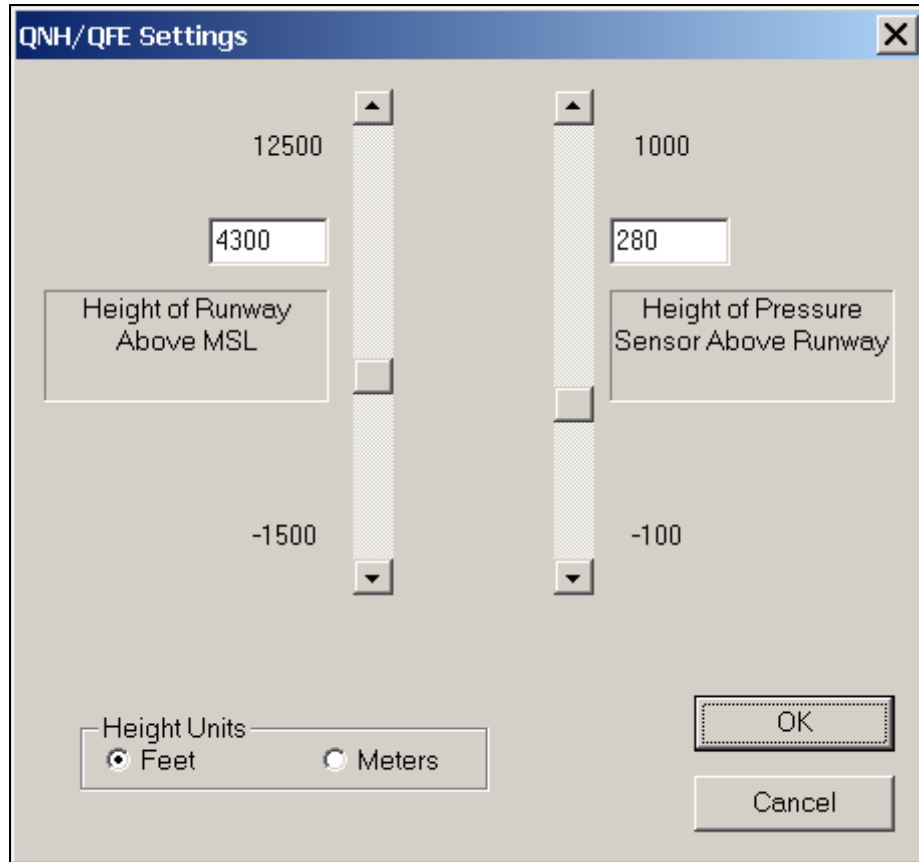 QNH/QFE Settings
12500
1000
4300
280
Height of Runway
Above MSL
Height of Pressure
Sensor Above Runway
-1500
-100
Height Units
Feet
Meters
OK
Cancel